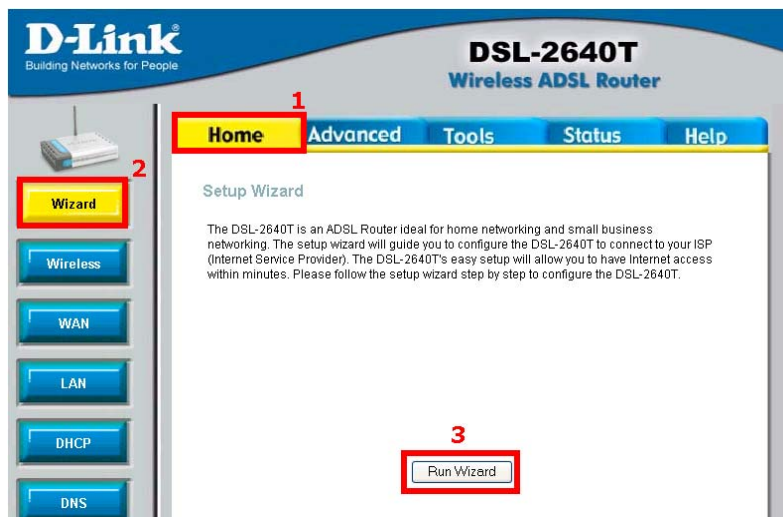 D-Link®
Building Networks for People
DSL-2640T
Wireless ADSL Router
1
Home Advanced Tools Status Help
2
Wizard
Wireless
WAN
LAN
DHCP
DNS
Setup Wizard
The DSL-2640T is an ADSL Router ideal for home networking and small business
networking. The setup wizard will guide you to configure the DSL-2640T to connect to your ISP
(Internet Service Provider). The DSL-2640T's easy setup will allow you to have Internet access
within minutes. Please follow the setup wizard step by step to configure the DSL-2640T.
3
Run Wizard